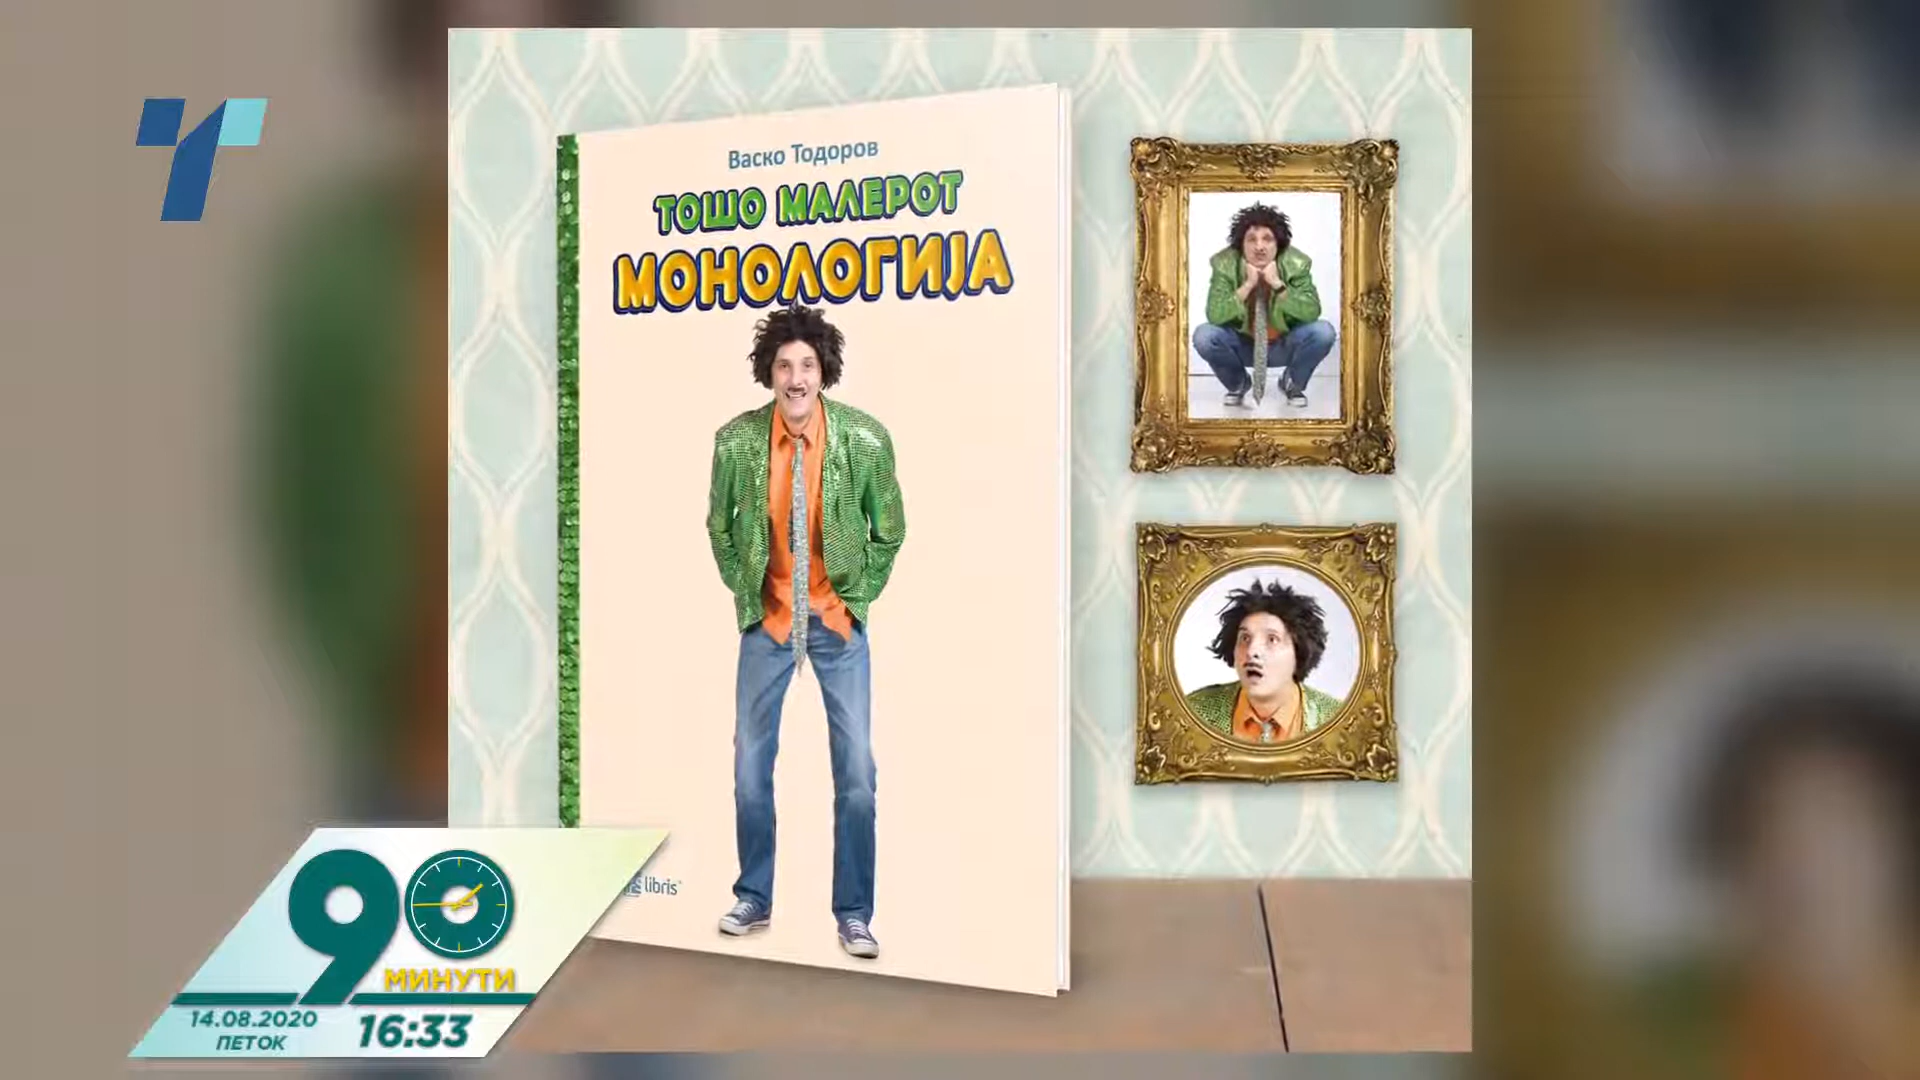 Васко Тодоров
ТОШО МАЛЕРОТ
МОНОЛОГИЈА
libris
90
МИНУТИ
14.08.2020
ПЕТОК
16:33